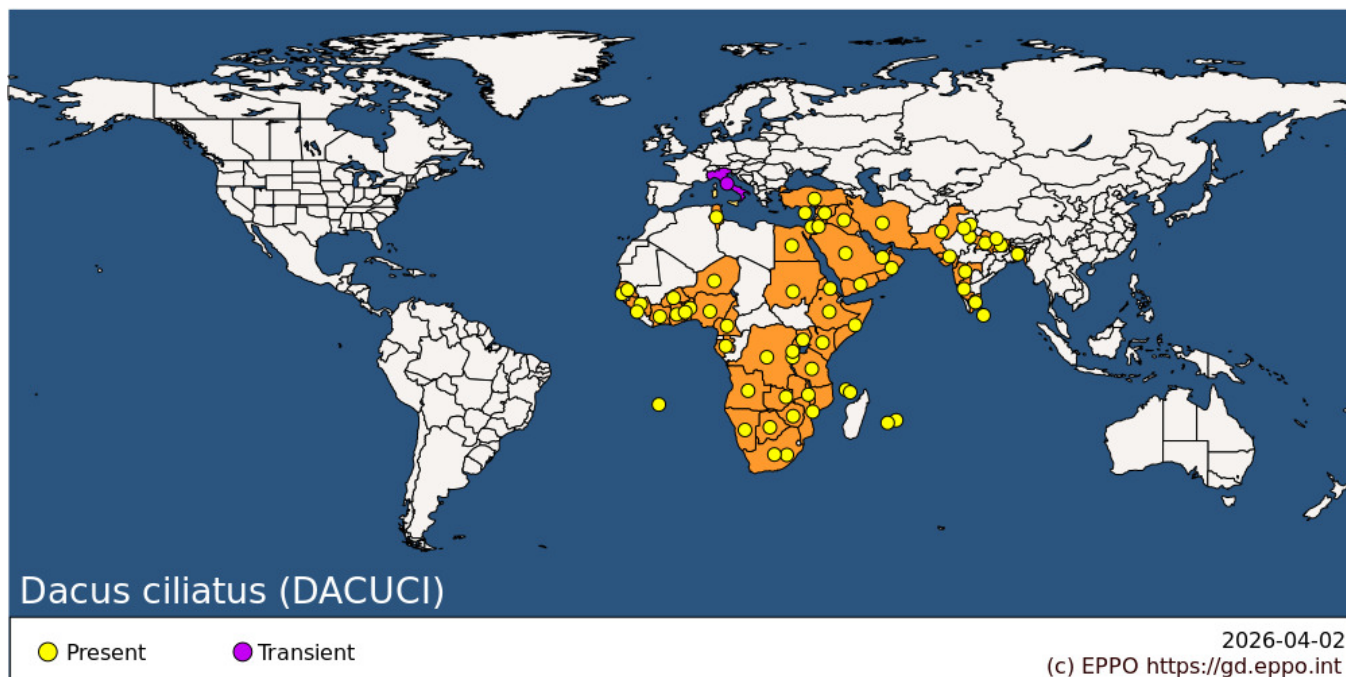 Dacus ciliatus (DACUCI)
Present
Transient
2026-04-02
(c) EPPO https://gd.eppo.int